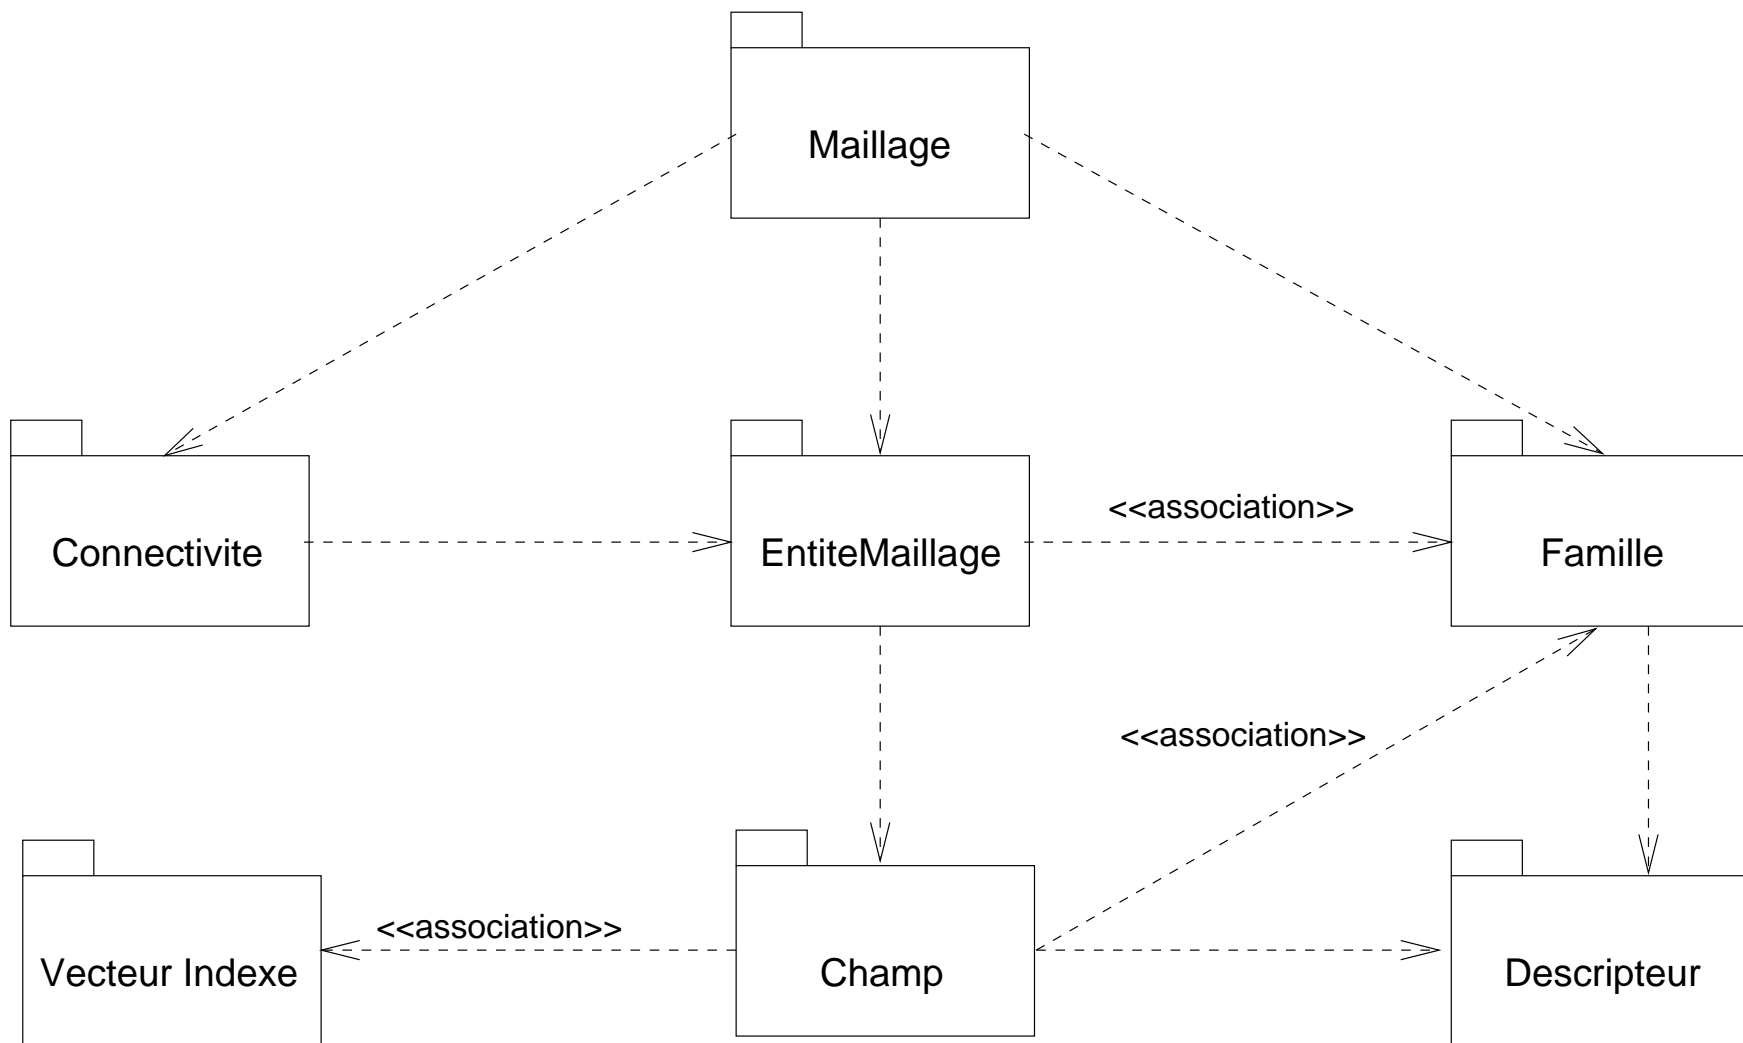 Maillage
<<association>>
Connectivite
EntiteMaillage
Famille
<<association>>
<<association>>
Vecteur Indexe
Champ
Descripteur